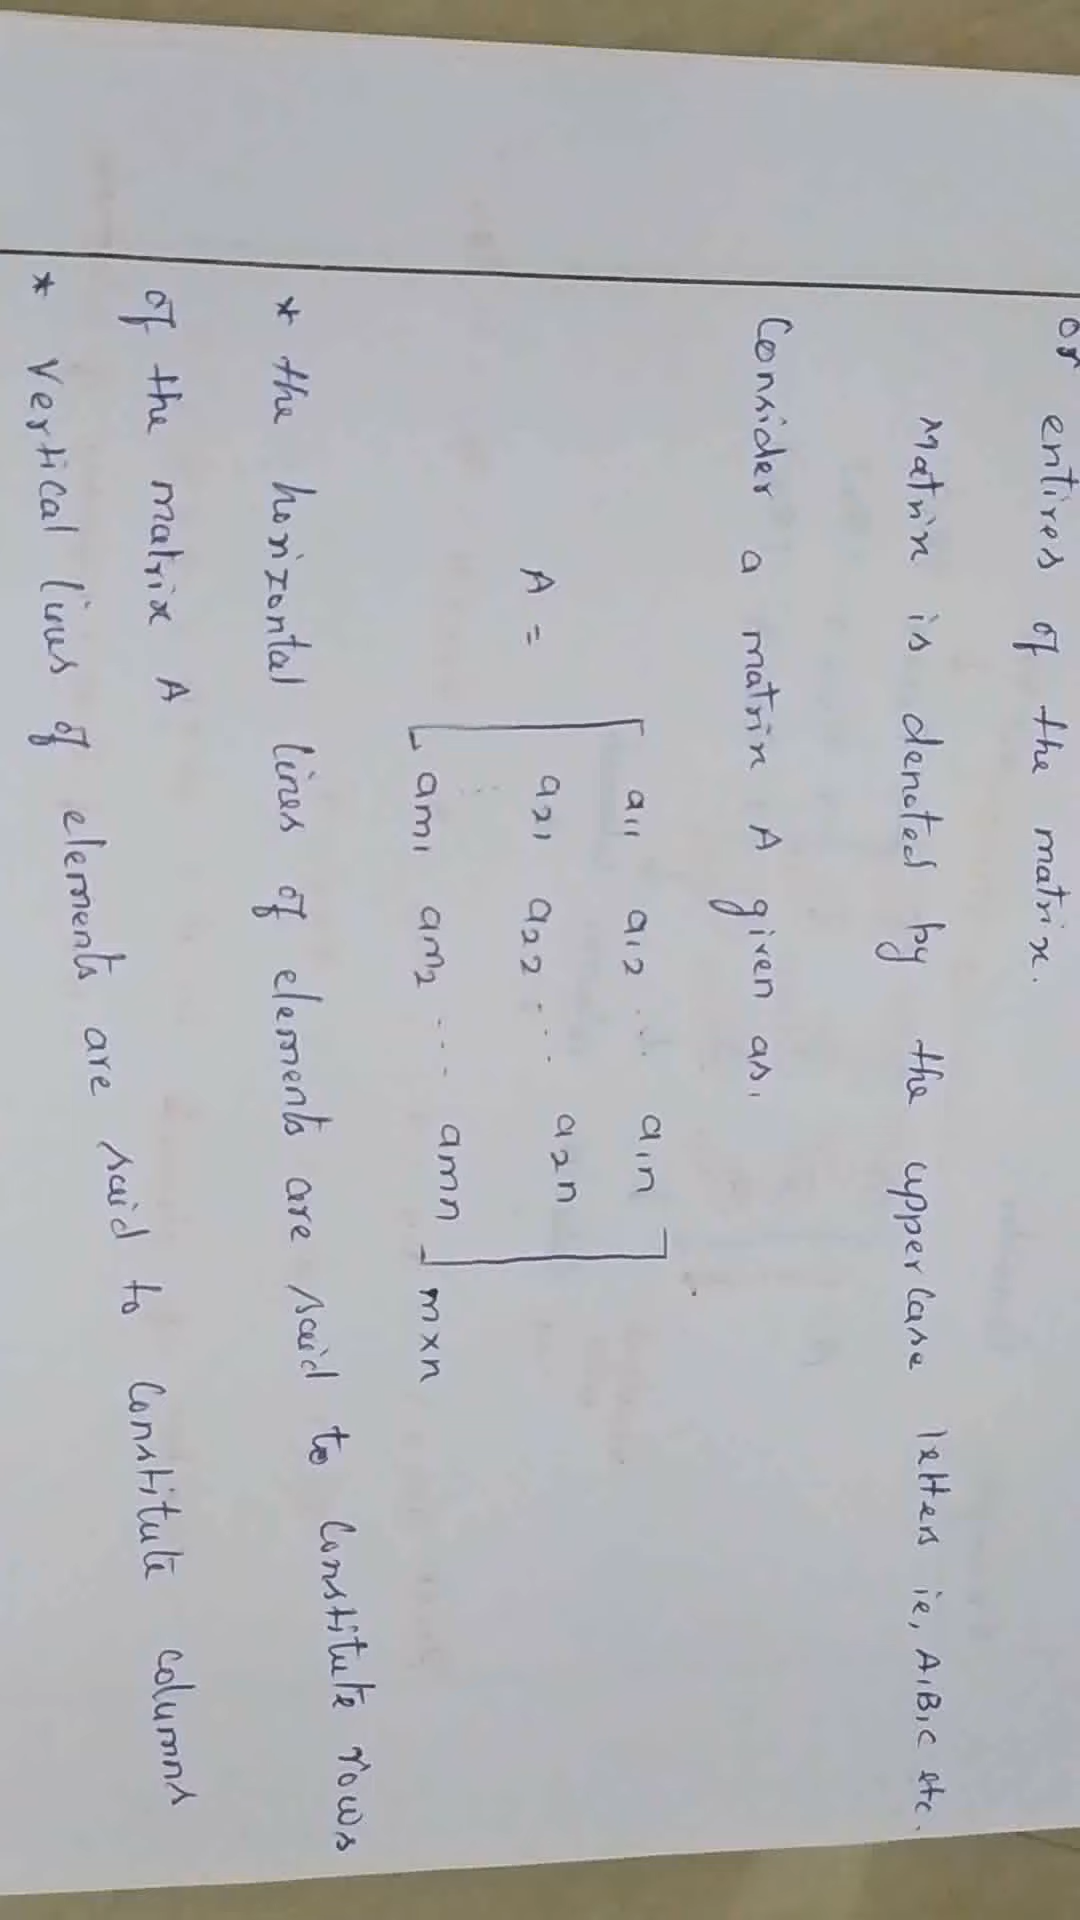 or entires of the matrix.
Matrix is denoted by the uppercase letters ie, A,B,C etc.
Consider a matrix A given as,
a11 a12 ... a1n
A = a21 a22 ... a2n
⋮
am1 am2 ... amn m×n
* the horizontal lines of elements are said to Constitute rows
of the matrix A
* Vertical lines of elements are said to Constitute columns